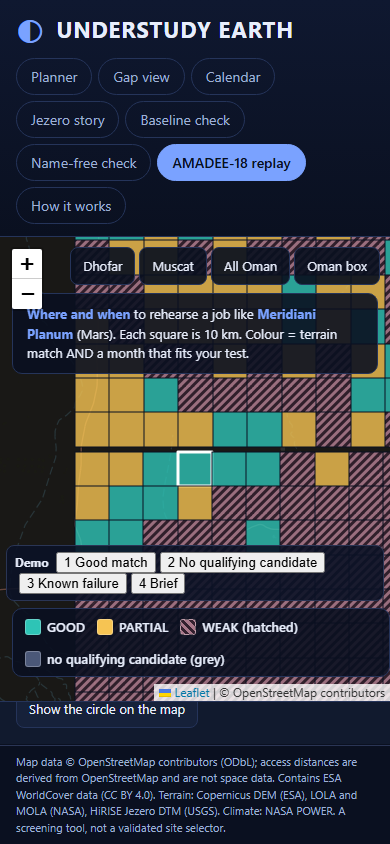 UNDERSTUDY EARTH
Planner
Gap view
Calendar
Jezero story
Baseline check
Name-free check
AMADEE-18 replay
How it works
+
−
Dhofar
Muscat
All Oman
Oman box
Where and when to rehearse a job like Meridiani
Planum (Mars). Each square is 10 km. Colour = terrain
match AND a month that fits your test.
Demo
1 Good match
2 No qualifying candidate
3 Known failure
4 Brief
GOOD
PARTIAL
WEAK (hatched)
no qualifying candidate (grey)
Leaflet | © OpenStreetMap contributors
Show the circle on the map
Map data © OpenStreetMap contributors (ODbL); access distances are
derived from OpenStreetMap and are not space data. Contains ESA
WorldCover data (CC BY 4.0). Terrain: Copernicus DEM (ESA), LOLA and
MOLA (NASA), HiRISE Jezero DTM (USGS). Climate: NASA POWER. A
screening tool, not a validated site selector.